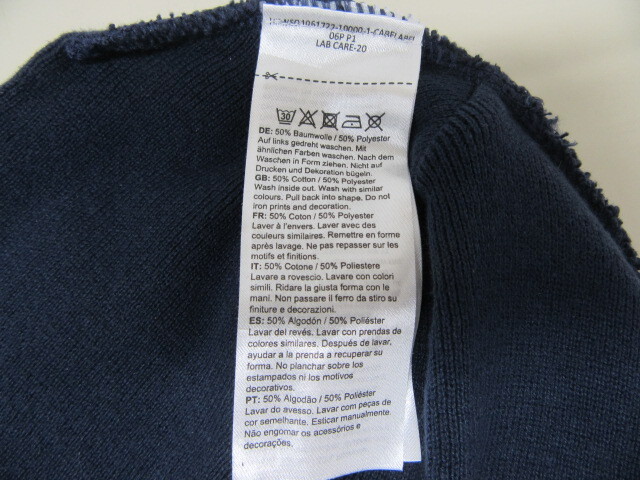 06P P1
LAB CARE-20
30
DE: 50% Baumwolle / 50% Polyester
Auf links gedreht waschen. Mit
ähnlichen Farben waschen. Nach dem
Waschen in Form ziehen. Nicht auf
Drucken und Dekoration bügeln.
GB: 50% Cotton / 50% Polyester
Wash inside out. Wash with similar
colours. Pull back into shape. Do not
iron prints and decoration.
FR: 50% Coton / 50% Polyester
Laver à l'envers. Laver avec des
couleurs similaires. Remettre en forme
après lavage. Ne pas repasser sur les
motifs et finitions.
IT: 50% Cotone / 50% Poliestere
Lavare a rovescio. Lavare con colori
simili. Ridare la giusta forma con le
mani. Non passare il ferro da stiro su
finiture e decorazioni.
ES: 50% Algodón / 50% Poliéster
Lavar del revés. Lavar con prendas de
colores similares. Después de lavar,
ayudar a la prenda a recuperar su
forma. No planchar sobre los
estampados ni los motivos
decorativos.
PT: 50% Algodão / 50% Poliéster
Lavar do avesso. Lavar com peças de
cor semelhante. Esticar manualmente.
Não engomar os acessórios e
decorações.